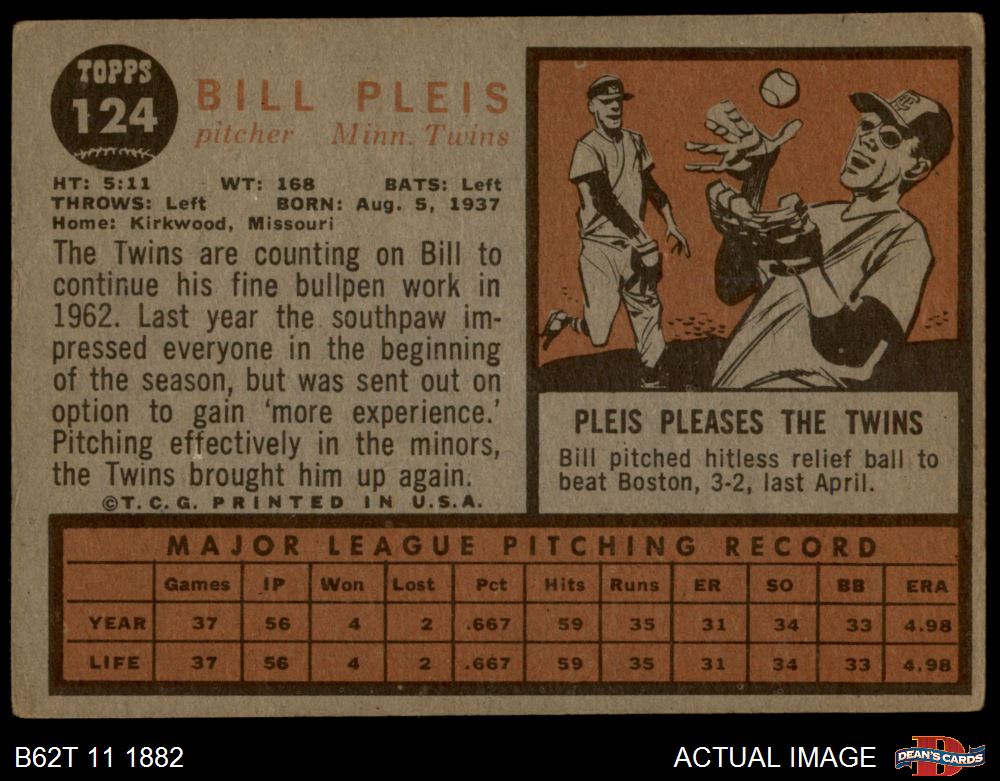 TOPPS
124
BILL PLEIS
pitcher Minn. Twins
HT: 5:11 WT: 168 BATS: Left
THROWS: Left BORN: Aug. 5, 1937
Home: Kirkwood, Missouri
The Twins are counting on Bill to
continue his fine bullpen work in
1962. Last year the southpaw im-
pressed everyone in the beginning
of the season, but was sent out on
option to gain 'more experience.'
Pitching effectively in the minors,
the Twins brought him up again.
©T.C.G. PRINTED IN U.S.A.
PLEIS PLEASES THE TWINS
Bill pitched hitless relief ball to
beat Boston, 3-2, last April.
MAJOR LEAGUE PITCHING RECORD
Games IP Won Lost Pct Hits Runs ER SO BB ERA
YEAR 37 56 4 2 .667 59 35 31 34 33 4.98
LIFE 37 56 4 2 .667 59 35 31 34 33 4.98
B62T 11 1882 ACTUAL IMAGE
D
DEAN'S CARDS